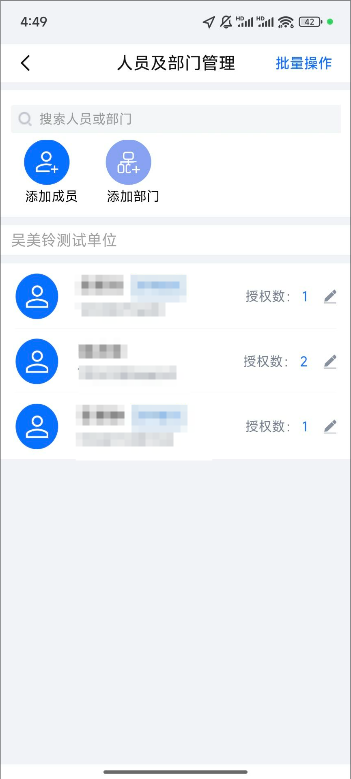 4:49 HD HD 42
人员及部门管理 批量操作
搜索人员或部门
添加成员 添加部门
吴美铃测试单位
授权数： 1
授权数： 2
授权数： 1